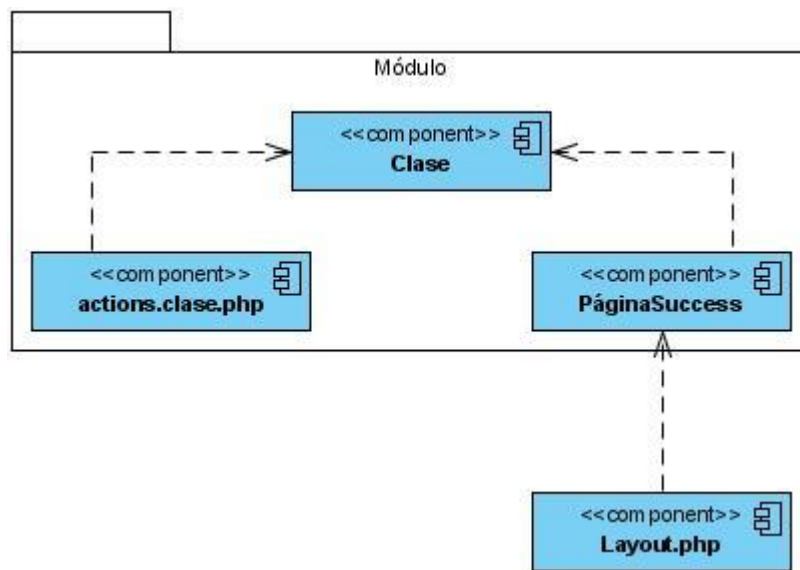 Módulo
<<component>>
Clase
<<component>>
actions.clase.php
<<component>>
PáginaSuccess
<<component>>
Layout.php